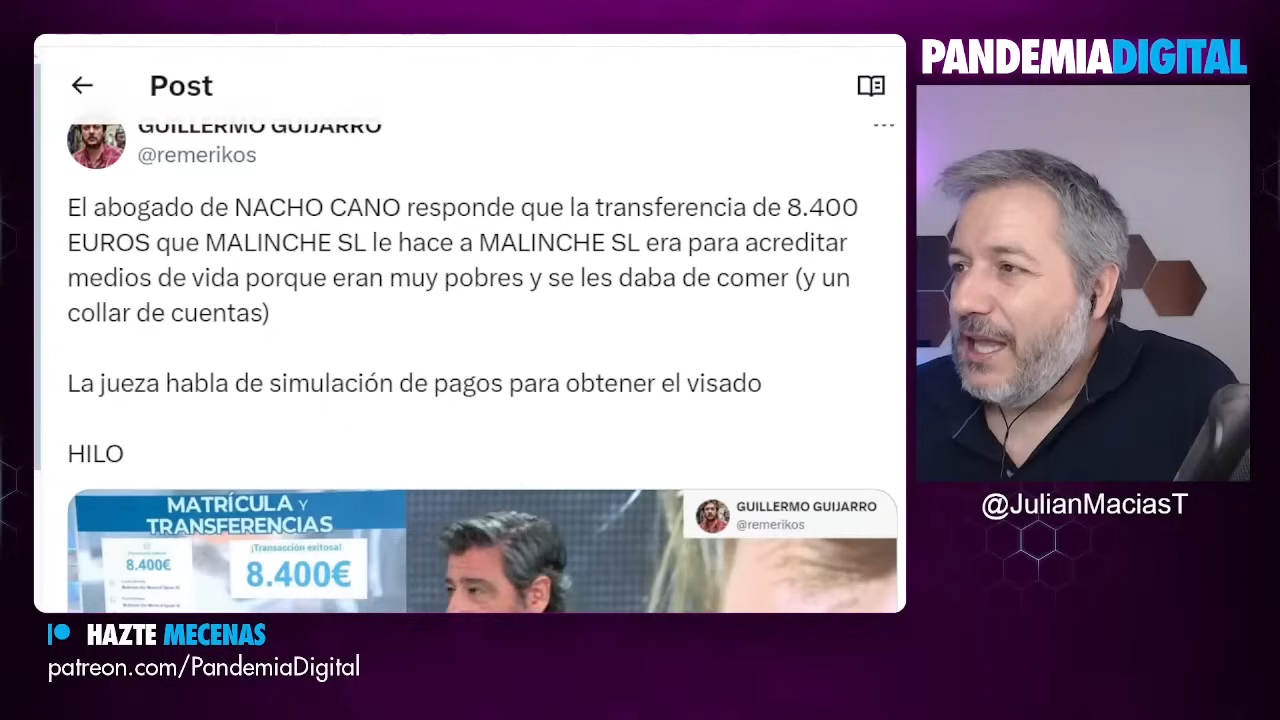 Post
GUILLERMO GUIJARRO
@remerikos
El abogado de NACHO CANO responde que la transferencia de 8.400
EUROS que MALINCHE SL le hace a MALINCHE SL era para acreditar
medios de vida porque eran muy pobres y se les daba de comer (y un
collar de cuentas)
La jueza habla de simulación de pagos para obtener el visado
HILO
MATRÍCULA Y
TRANSFERENCIAS
8.400€
¡Transacción exitosa!
8.400€
GUILLERMO GUIJARRO
@remerikos
HAZTE MECENAS
patreon.com/PandemiaDigital
PANDEMIADIGITAL
@JulianMaciasT